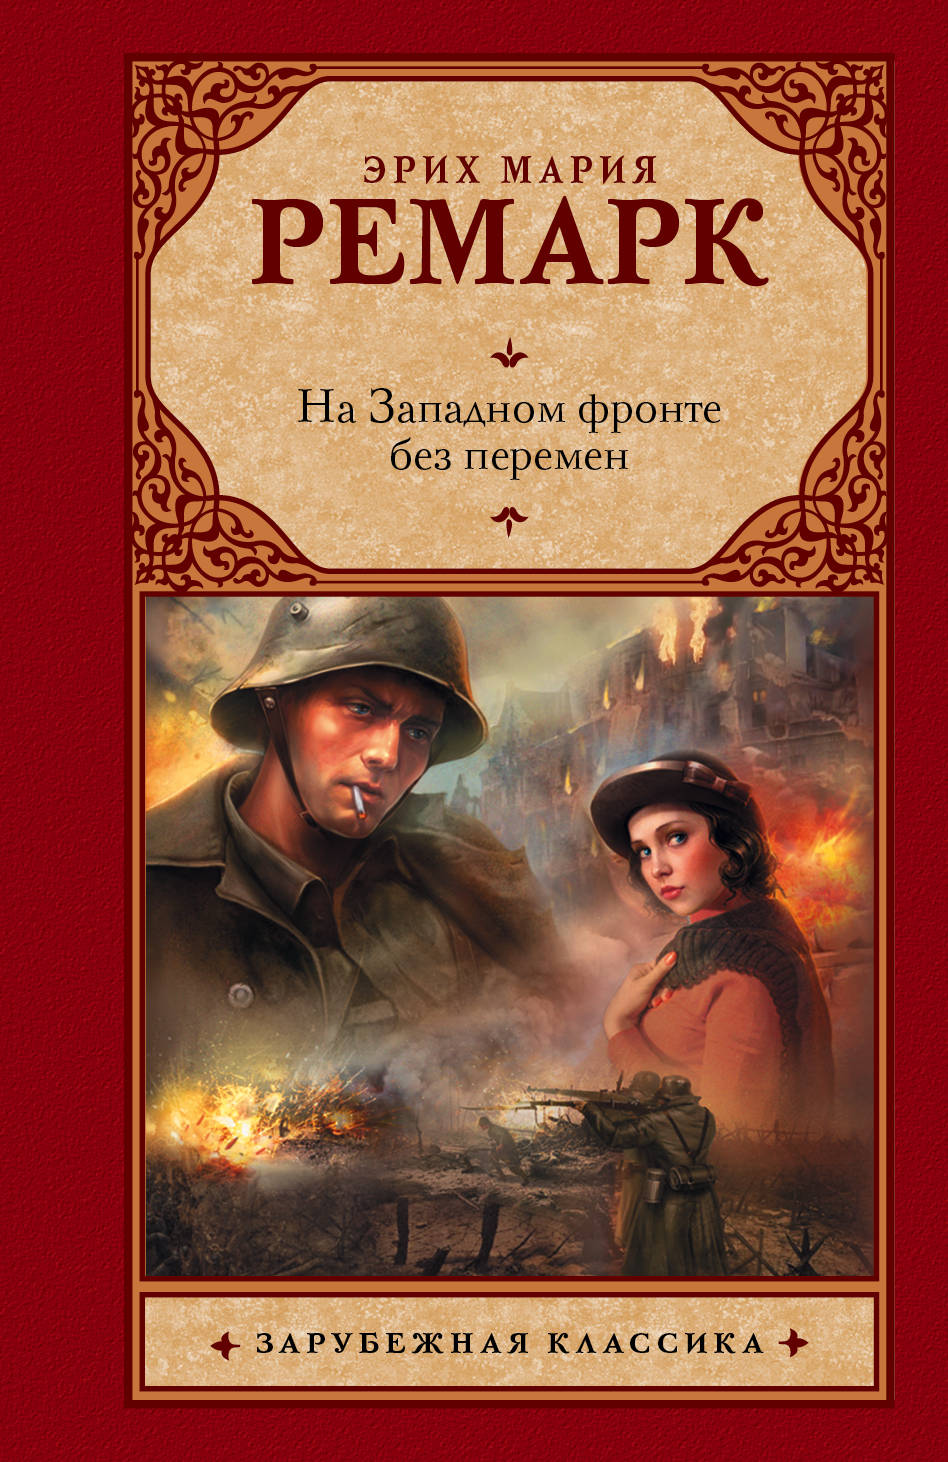 ЭРИХ МАРИЯ
РЕМАРК
На Западном фронте
без перемен
ЗАРУБЕЖНАЯ КЛАССИКА